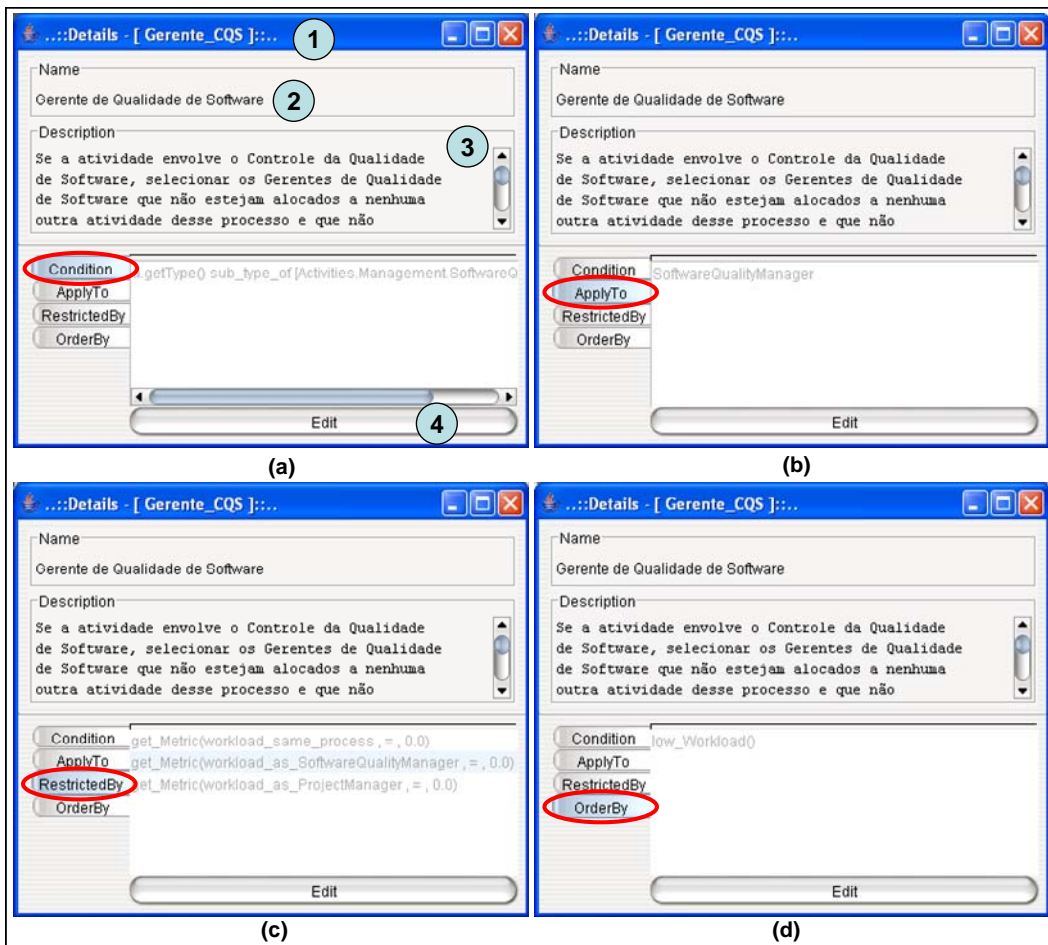 ..::Details - [ Gerente_CQS ]::..
1
Name
Gerente de Qualidade de Software
2
Description
3
Se a atividade envolve o Controle da Qualidade
de Software, selecionar os Gerentes de Qualidade
de Software que não estejam alocados a nenhuma
outra atividade desse processo e que não
Condition
ApplyTo
RestrictedBy
OrderBy
.getType() sub_type_of [Activities.Management.SoftwareQ
Edit
4
(a)
..::Details - [ Gerente_CQS ]::..
Name
Gerente de Qualidade de Software
Description
Se a atividade envolve o Controle da Qualidade
de Software, selecionar os Gerentes de Qualidade
de Software que não estejam alocados a nenhuma
outra atividade desse processo e que não
Condition
ApplyTo
RestrictedBy
OrderBy
SoftwareQualityManager
Edit
(b)
..::Details - [ Gerente_CQS ]::..
Name
Gerente de Qualidade de Software
Description
Se a atividade envolve o Controle da Qualidade
de Software, selecionar os Gerentes de Qualidade
de Software que não estejam alocados a nenhuma
outra atividade desse processo e que não
Condition
ApplyTo
RestrictedBy
OrderBy
get_Metric(workload_same_process , = , 0.0)
get_Metric(workload_as_SoftwareQualityManager , = , 0.0)
get_Metric(workload_as_ProjectManager , = , 0.0)
Edit
(c)
..::Details - [ Gerente_CQS ]::..
Name
Gerente de Qualidade de Software
Description
Se a atividade envolve o Controle da Qualidade
de Software, selecionar os Gerentes de Qualidade
de Software que não estejam alocados a nenhuma
outra atividade desse processo e que não
Condition
ApplyTo
RestrictedBy
OrderBy
low_Workload()
Edit
(d)